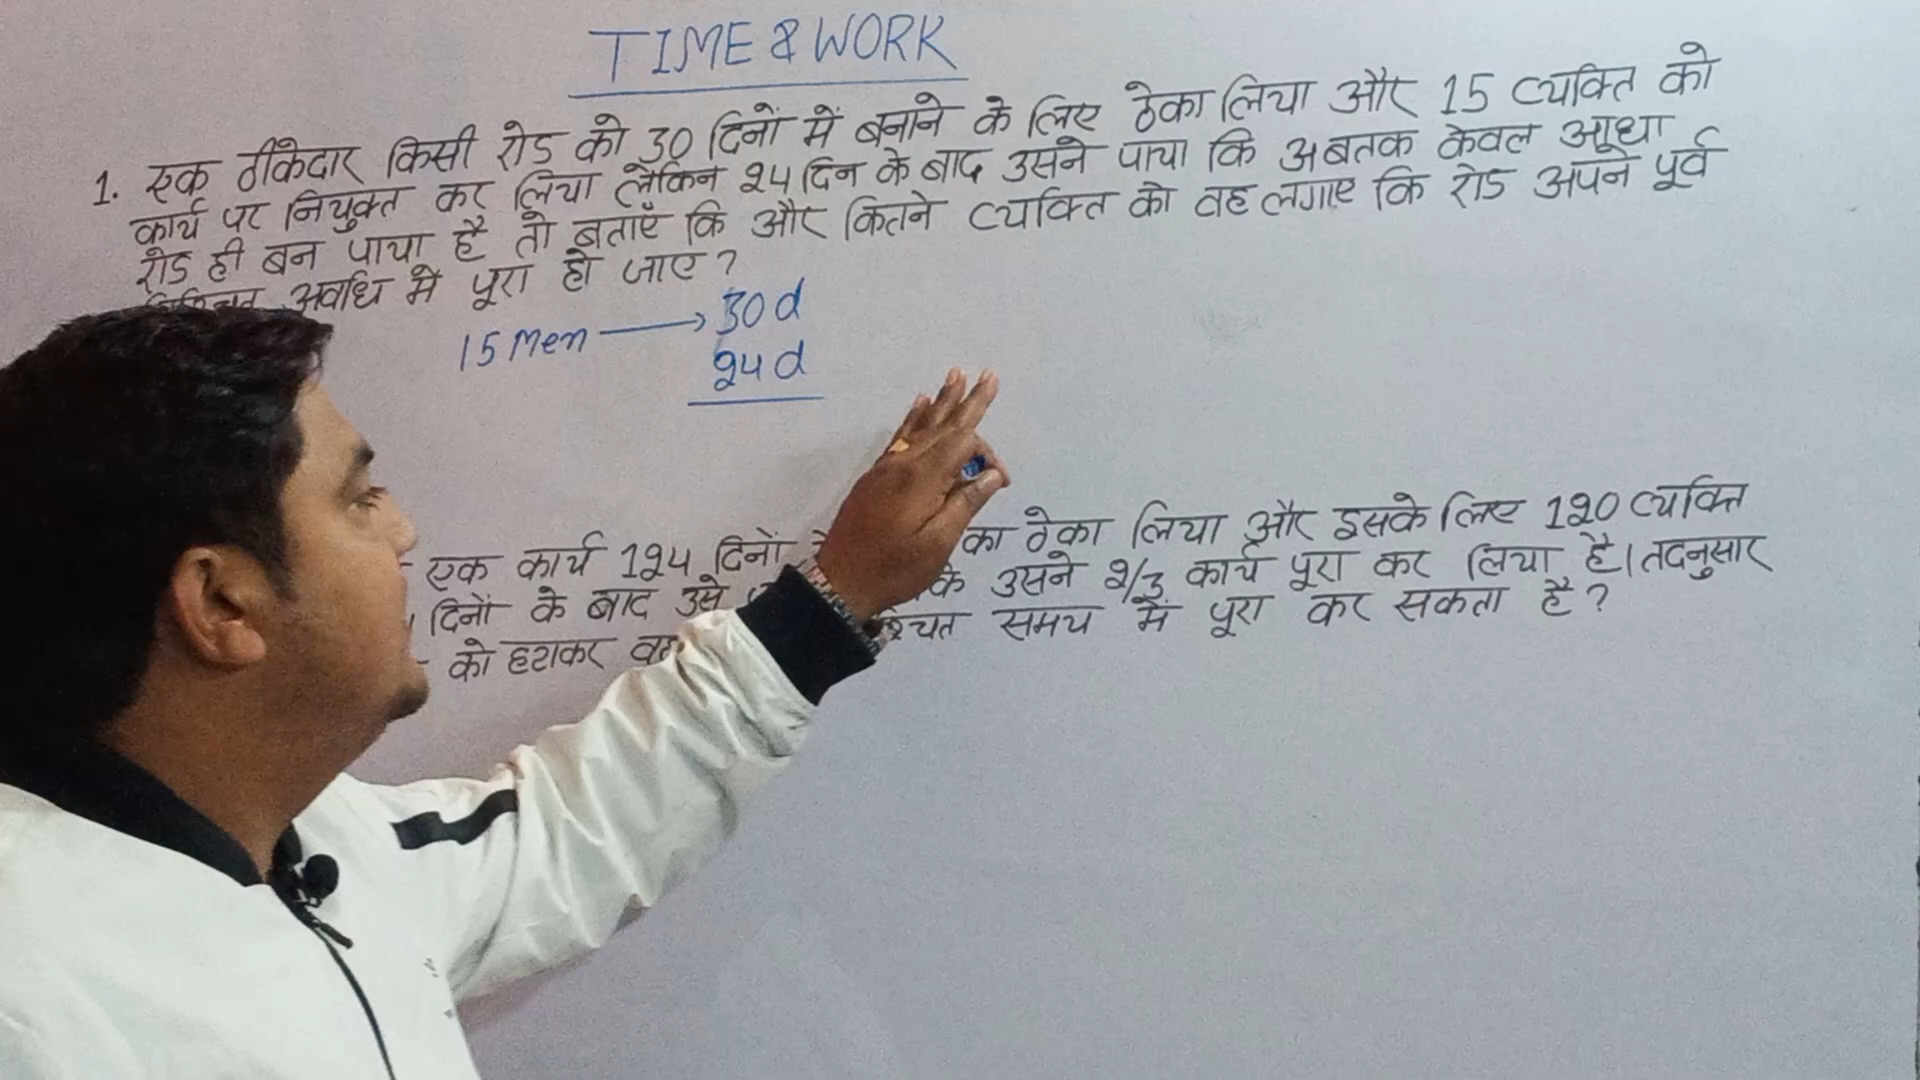 TIME & WORK
1. एक ठीकेदार किसी रोड को 30 दिनों में बनाने के लिए ठेका लिया और 15 व्यक्ति को
कार्य पर नियुक्त कर लिया लेकिन 24 दिन के बाद उसने पाया कि अबतक केवल आधा
रोड ही बन पाया है तो बताएँ कि और कितने व्यक्ति को वह लगाए कि रोड अपने पूर्व
अवधि में पूरा हो जाए ?
15 Men → 30 d
24 d
एक कार्य 124 दिनों का ठेका लिया और इसके लिए 120 व्यक्ति
दिनों के बाद उसे के उसने 2/3 कार्य पूरा कर लिया है। तदनुसार
को हटाकर समय में पूरा कर सकता है ?